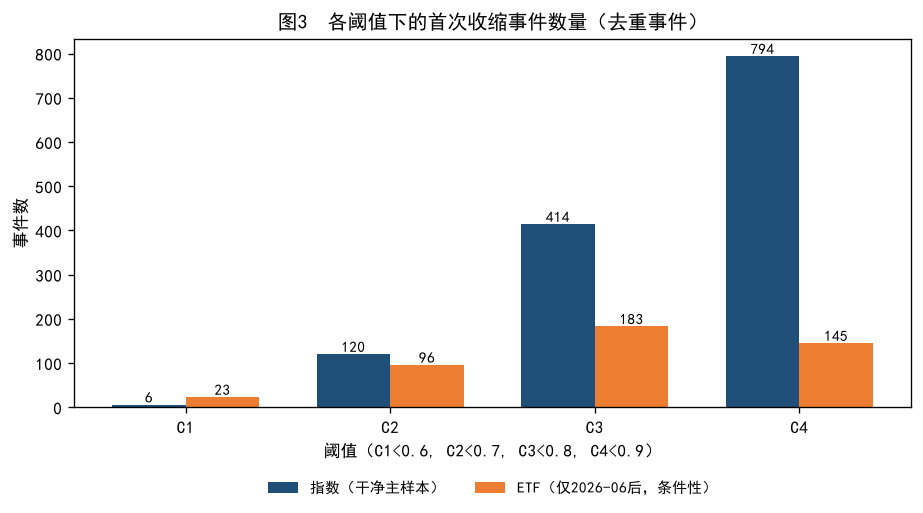 图3 各阈值下的首次收缩事件数量（去重事件）
事件数
800
700
600
500
400
300
200
100
0
6
23
120
96
414
183
794
145
C1
C2
C3
C4
阈值（C1<0.6, C2<0.7, C3<0.8, C4<0.9）
指数（干净主样本）
ETF（仅2026-06后，条件性）